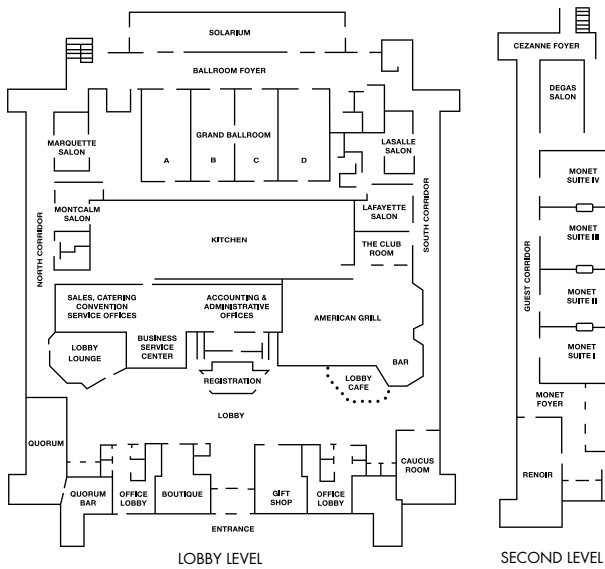 SOLARIUM
BALLROOM FOYER
GRAND BALLROOM
A
B
C
D
MARQUETTE
SALON
LASALLE
SALON
MONTCALM
SALON
LAFAYETTE
SALON
KITCHEN
THE CLUB
ROOM
NORTH CORRIDOR
SOUTH CORRIDOR
SALES, CATERING
CONVENTION
SERVICE OFFICES
ACCOUNTING &
ADMINISTRATIVE
OFFICES
AMERICAN GRILL
LOBBY
LOUNGE
BUSINESS
SERVICE
CENTER
BAR
REGISTRATION
LOBBY
CAFE
LOBBY
QUORUM
CAUCUS
ROOM
QUORUM
BAR
OFFICE
LOBBY
BOUTIQUE
GIFT
SHOP
OFFICE
LOBBY
ENTRANCE
LOBBY LEVEL
CEZANNE FOYER
DEGAS
SALON
MONET
SUITE IV
MONET
SUITE III
GUEST CORRIDOR
MONET
SUITE II
MONET
SUITE I
MONET
FOYER
RENOIR
SECOND LEVEL